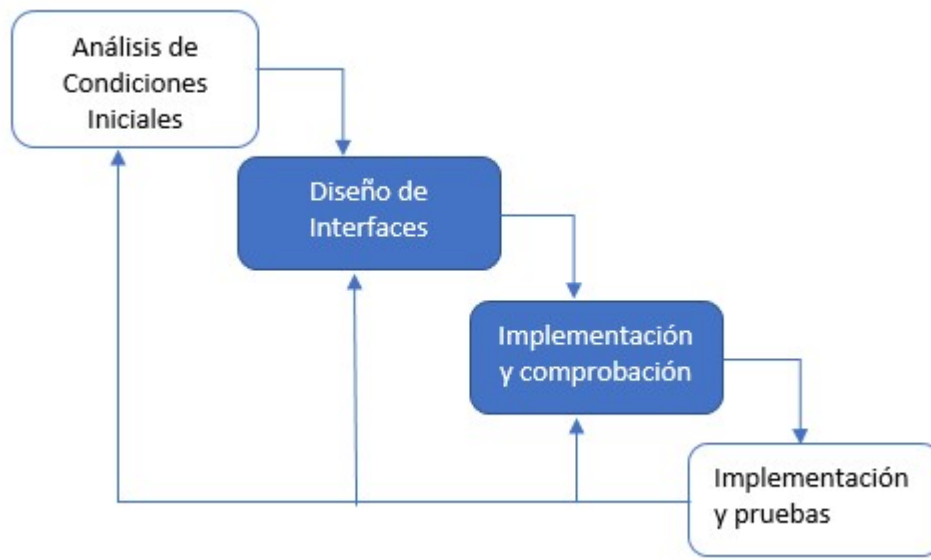 Análisis de
Condiciones
Iniciales
Diseño de
Interfaces
Implementación
y comprobación
Implementación
y pruebas